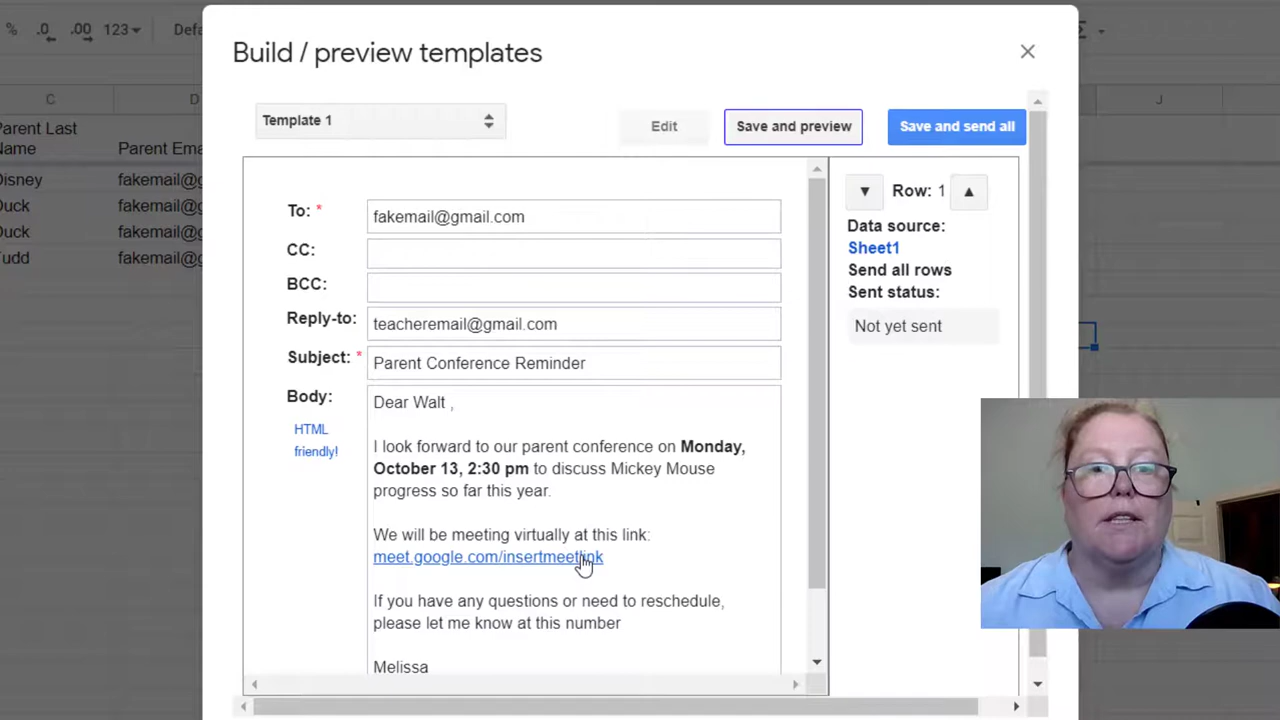 Build / preview templates
%
.0
.00
123
Defa
C
D
J
Parent Last
Name
Parent Ema
Disney
fakemail@g
Duck
fakemail@g
Duck
fakemail@g
fakemail@g
Template 1
Edit
Save and preview
Save and send all
To: *
fakemail@gmail.com
CC:
BCC:
Reply-to:
teacheremail@gmail.com
Subject: *
Parent Conference Reminder
Body:
HTML
friendly!
Dear Walt ,
I look forward to our parent conference on Monday,
October 13, 2:30 pm to discuss Mickey Mouse
progress so far this year.
We will be meeting virtually at this link:
meet.google.com/insertmeetlink
If you have any questions or need to reschedule,
please let me know at this number
Melissa
Row: 1
Data source:
Sheet1
Send all rows
Sent status:
Not yet sent